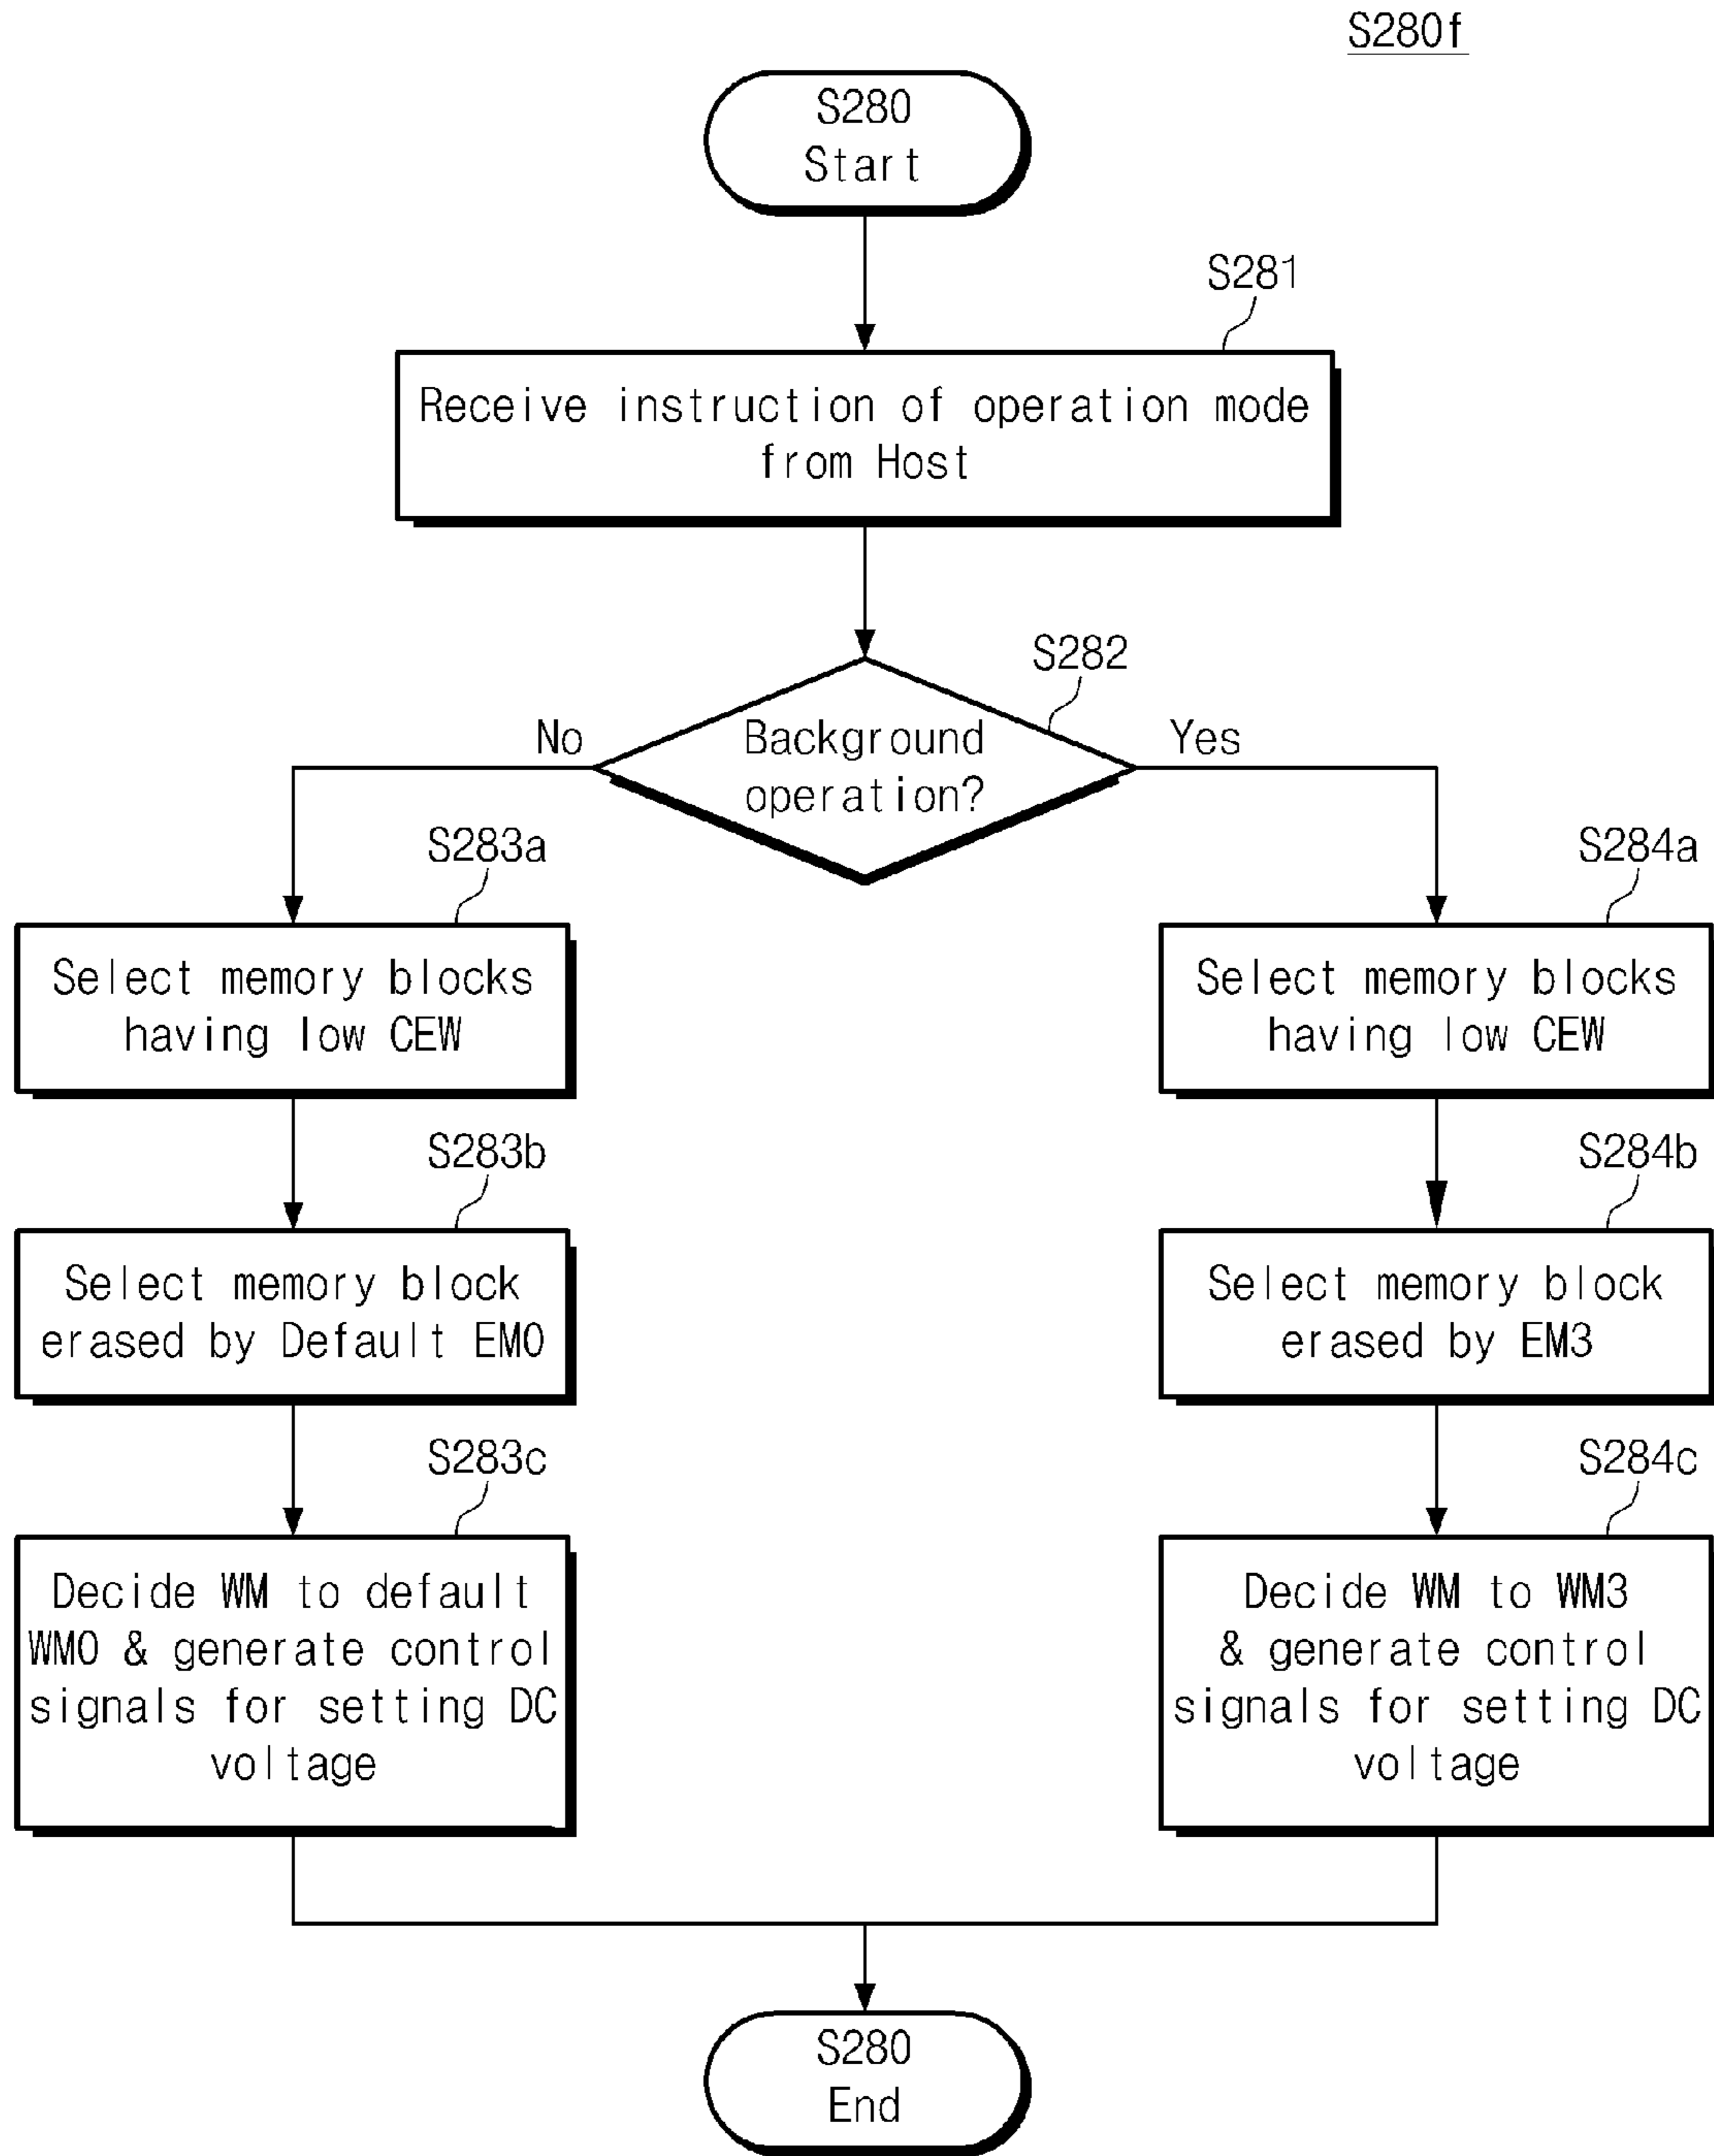 S280f
S280
Start
S281
Receive instruction of operation mode
from Host
S282
No
Background
operation?
Yes
S283a
Select memory blocks
having low CEW
S284a
Select memory blocks
having low CEW
S283b
Select memory block
erased by Default EM0
S284b
Select memory block
erased by EM3
S283c
Decide WM to default
WM0 & generate control
signals for setting DC
voltage
S284c
Decide WM to WM3
& generate control
signals for setting DC
voltage
S280
End